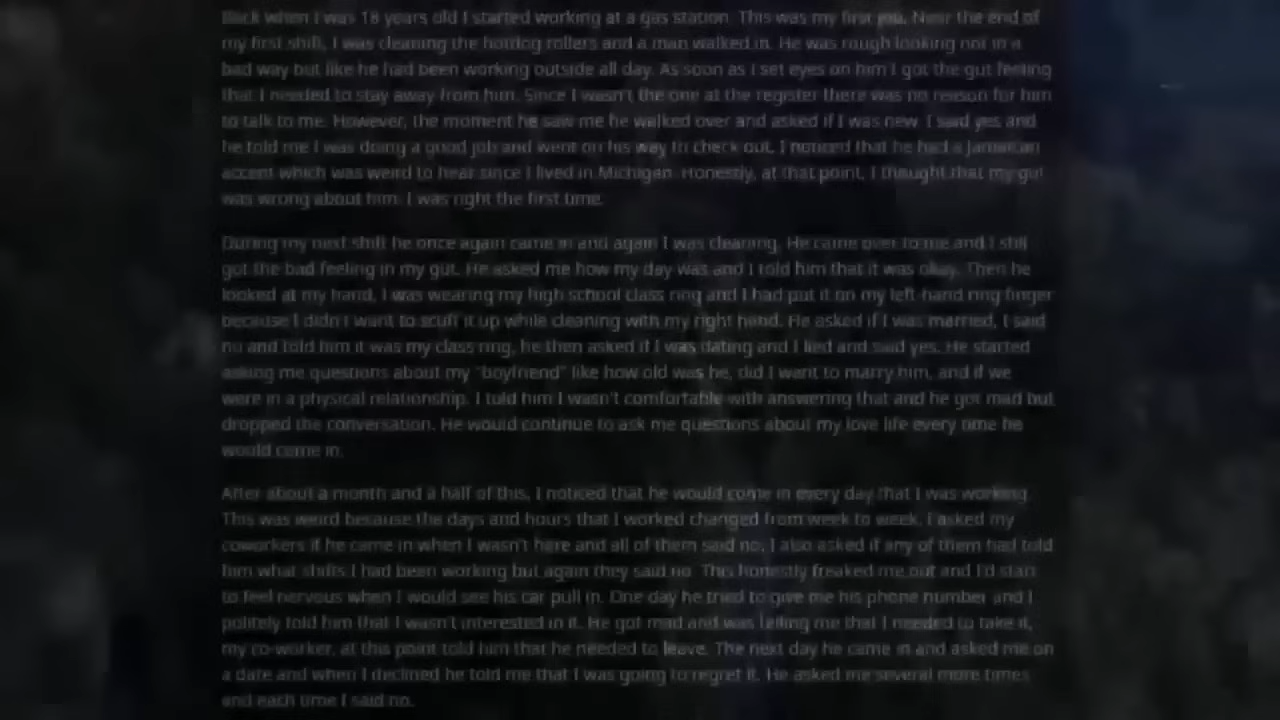 Back when I was 18 years old I started working at a gas station. This was my first job. Near the end of
my first shift, I was cleaning the hotdog rollers and a man walked in. He was rough looking not in a
bad way but like he had been working outside all day. As soon as I set eyes on him I got the gut feeling
that I needed to stay away from him. Since I wasn't the one at the register there was no reason for him
to talk to me. However, the moment he saw me he walked over and asked if I was new. I said yes and
he told me I was doing a good job and went on his way to check out. I noticed that he had a Jamaican
accent which was weird to hear since I lived in Michigan. Honestly, at that point, I thought that my gut
was wrong about him. I was right the first time.
During my next shift he once again came in and again I was cleaning. He came over to me and I still
got the bad feeling in my gut. He asked me how my day was and I told him that it was okay. Then he
looked at my hand, I was wearing my high school class ring and I had put it on my left-hand ring finger
because I didn't want to scuff it up while cleaning with my right hand. He asked if I was married, I said
no and told him it was my class ring, he then asked if I was dating and I lied and said yes. He started
asking me questions about my "boyfriend" like how old was he, did I want to marry him, and if we
were in a physical relationship. I told him I wasn't comfortable with answering that and he got mad but
dropped the conversation. He would continue to ask me questions about my love life every time he
would come in.
After about a month and a half of this, I noticed that he would come in every day that I was working.
This was weird because the days and hours that I worked changed from week to week. I asked my
coworkers if he came in when I wasn't here and all of them said no. I also asked if any of them had told
him what shifts I had been working but again they said no. This honestly freaked me out and I'd start
to feel nervous when I would see his car pull in. One day he tried to give me his phone number and I
politely told him that I wasn't interested in it. He got mad and was telling me that I needed to take it,
my co-worker, at this point told him that he needed to leave. The next day he came in and asked me on
a date and when I declined he told me that I was going to regret it. He asked me several more times
and each time I said no.